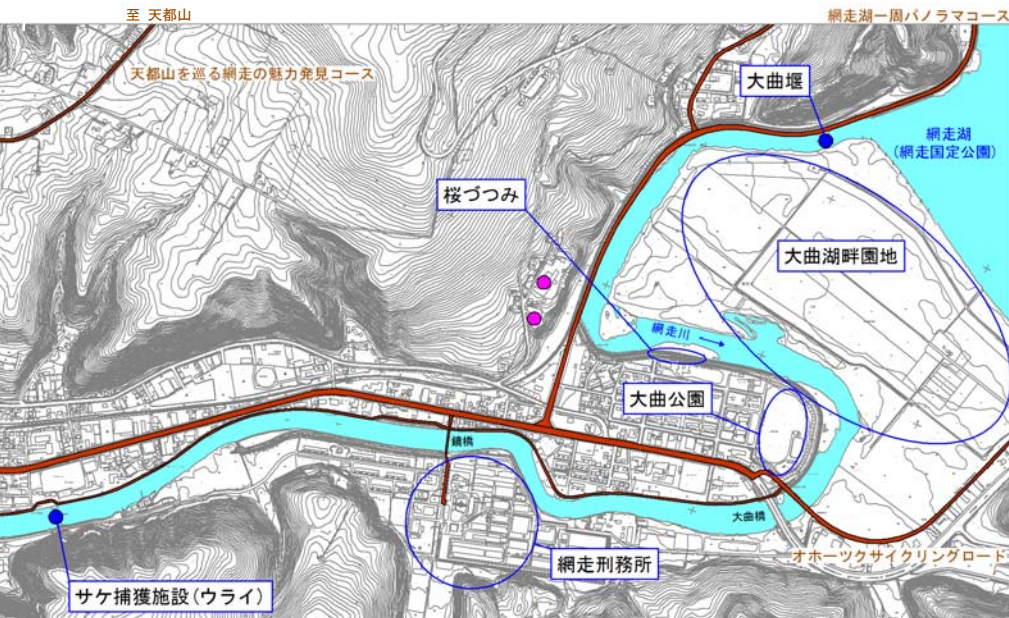 至 天都山
網走湖一周パノラマコース
天都山を巡る網走の魅力発見コース
大曲堰
網走湖
(網走国定公園)
桜づつみ
大曲湖畔園地
網走川
大曲公園
鏡橋
大曲橋
オホーツクサイクリングロード
網走刑務所
サケ捕獲施設(ウライ)